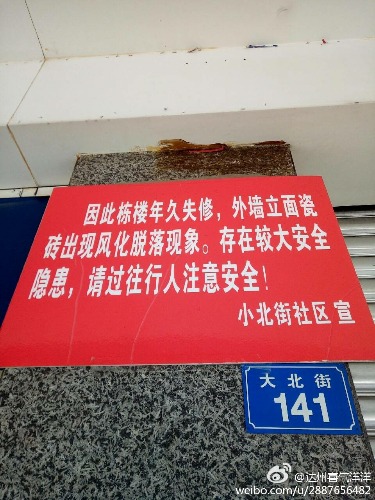 因此栋楼年久失修，外墙立面瓷
砖出现风化脱落现象。存在较大安全
隐患，请过往行人注意安全！
小北街社区 宣
大北街
141
@达州喜气洋洋
weibo.com/u/2887656482